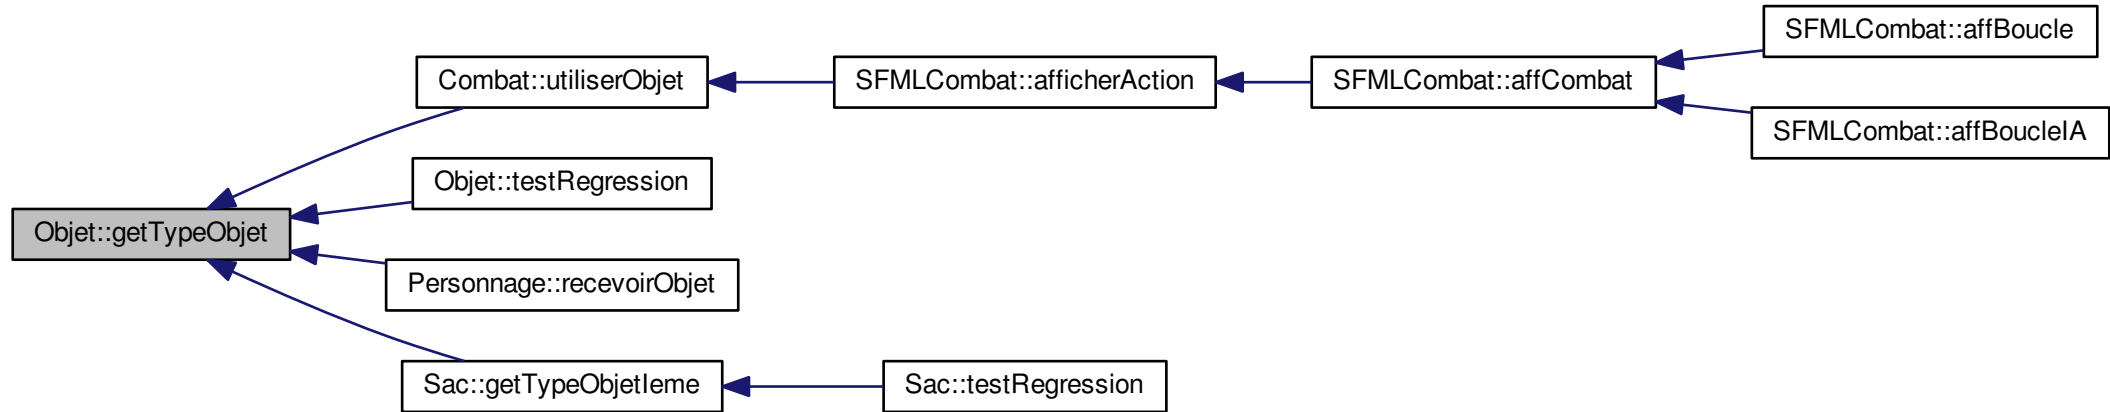 SFMLCombat::affBoucle
Combat::utiliserObjet
SFMLCombat::afficherAction
SFMLCombat::affCombat
SFMLCombat::affBoucleIA
Objet::testRegression
Objet::getTypeObjet
Personnage::recevoirObjet
Sac::getTypeObjetIeme
Sac::testRegression